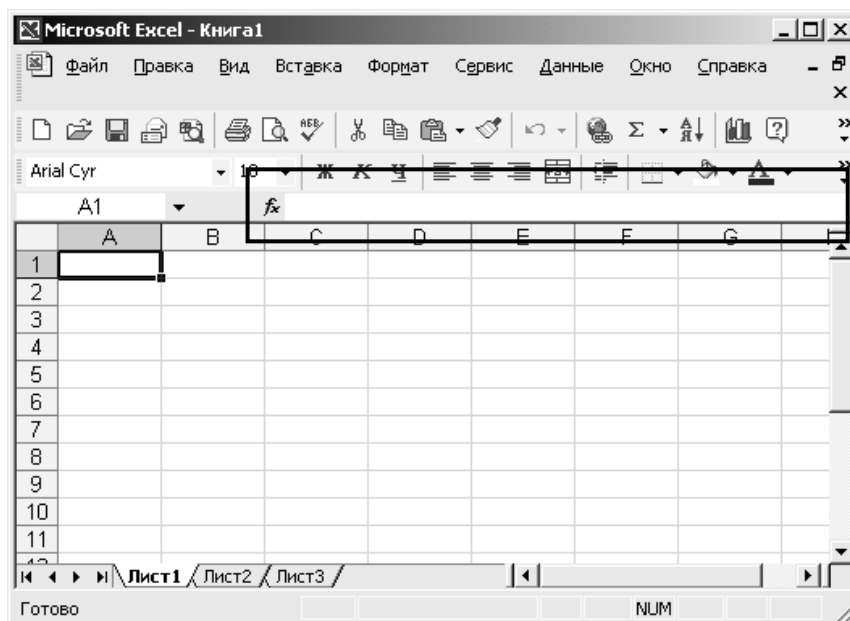 Microsoft Excel - Книга1
Файл Правка Вид Вставка Формат Сервис Данные Окно Справка
Arial Cyr 10 Ж К Ч
A1 fx
A B C D E F G
1
2
3
4
5
6
7
8
9
10
11
Лист1 Лист2 Лист3
Готово NUM